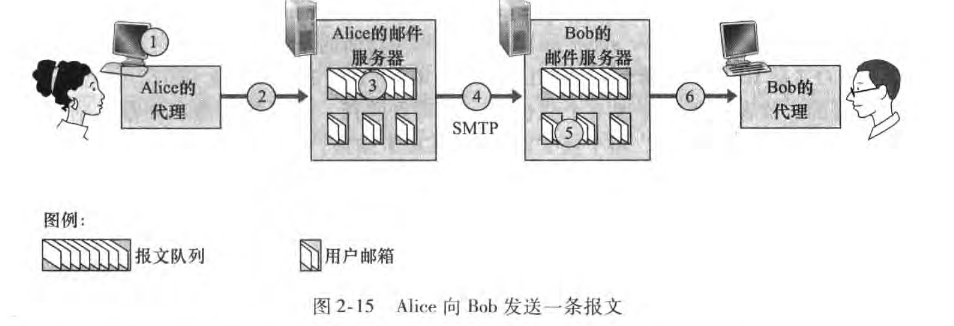 ①
Alice的邮件
服务器
Bob的
邮件服务器
Alice的
代理
②
③
④
SMTP
⑤
⑥
Bob的
代理
图例：
报文队列
用户邮箱
图 2-15 Alice 向 Bob 发送一条报文